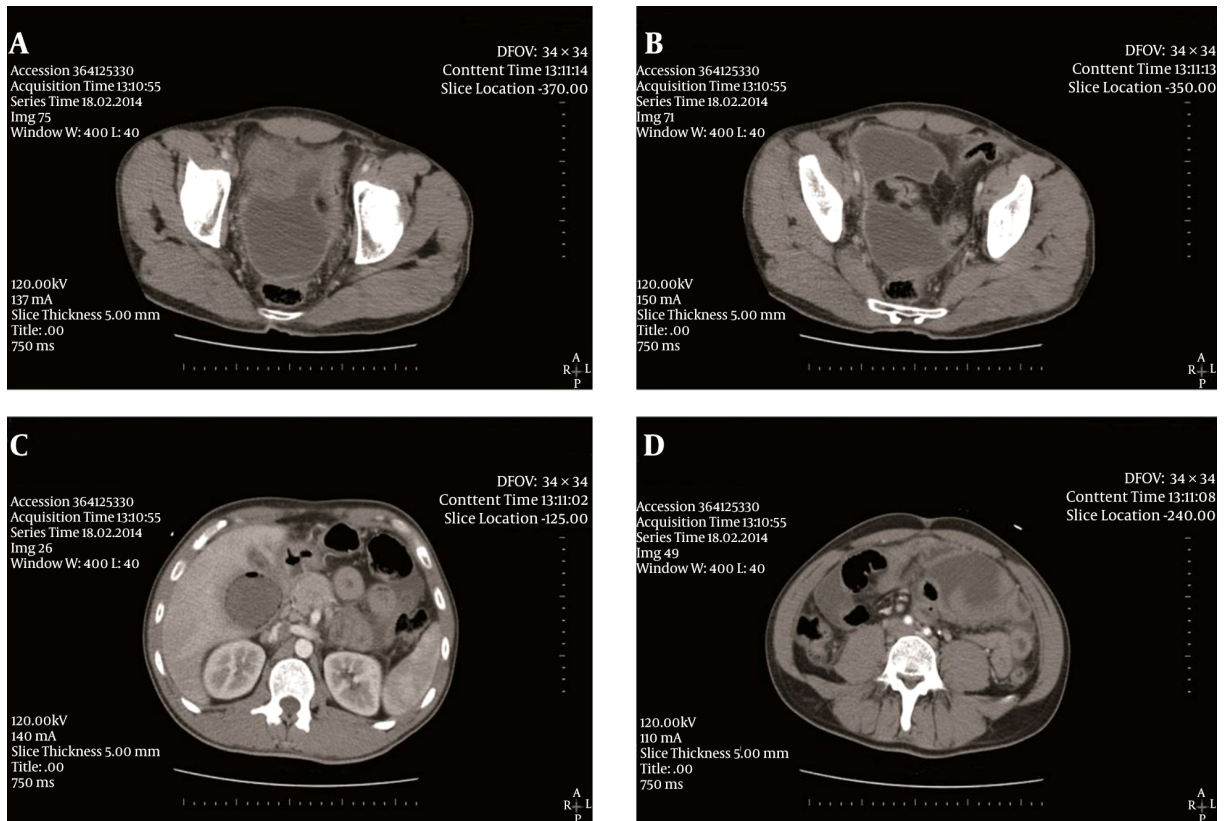 A
DFOV: 34 × 34
Conttent Time 13:11:14
Slice Location -370.00
Accession 364125330
Acquisition Time 13:10:55
Series Time 18.02.2014
Img 75
Window W: 400 L: 40
120.00kV
137 mA
Slice Thickness 5.00 mm
Title: .00
750 ms
A
R L
P
B
DFOV: 34 × 34
Conttent Time 13:11:13
Slice Location -350.00
Accession 364125330
Acquisition Time 13:10:55
Series Time 18.02.2014
Img 71
Window W: 400 L: 40
120.00kV
150 mA
Slice Thickness 5.00 mm
Title: .00
750 ms
A
R L
P
C
DFOV: 34 × 34
Conttent Time 13:11:02
Slice Location -125.00
Accession 364125330
Acquisition Time 13:10:55
Series Time 18.02.2014
Img 26
Window W: 400 L: 40
120.00kV
140 mA
Slice Thickness 5.00 mm
Title: .00
750 ms
A
R L
P
D
DFOV: 34 × 34
Conttent Time 13:11:08
Slice Location -240.00
Accession 364125330
Acquisition Time 13:10:55
Series Time 18.02.2014
Img 49
Window W: 400 L: 40
120.00kV
110 mA
Slice Thickness 5.00 mm
Title: .00
750 ms
A
R L
P